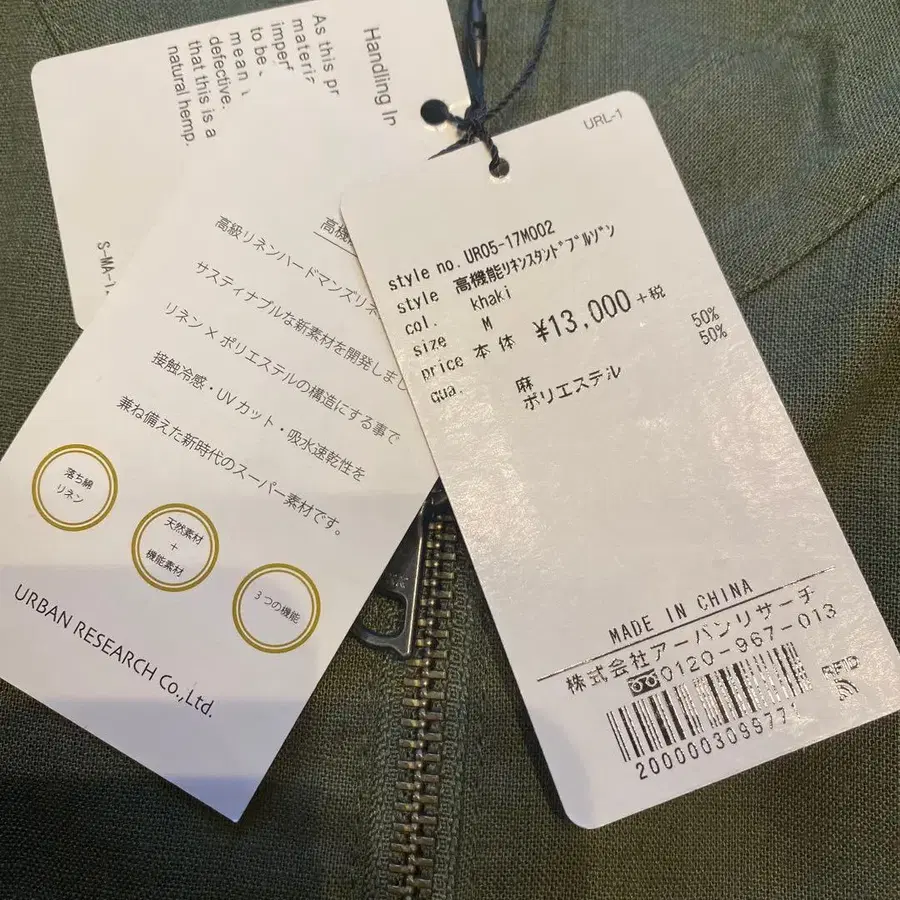 Handling In
As this pr
materi
imperf
to be
mean
defective.
that this is a
natural hemp.
S-MA-1
高機
高級リネンハードマンズリネ
サスティナブルな新素材を開発しまし
リネン×ポリエステルの構造にする事で
接触冷感・UVカット・吸水速乾性を
兼ね備えた新時代のスーパー素材です。
落ち綿
リネン
天然素材
+
機能素材
3つの機能
URBAN RESEARCH Co.,Ltd.
URL-1
style no. UR05-17M002
style 高機能ﾘﾈﾝｽﾀﾝﾄﾞﾌﾞﾙｿﾞﾝ
col. khaki
size M
price 本体 ¥13,000 +税
qua. 麻 50%
ポリエステル 50%
MADE IN CHINA
株式会社アーバンリサーチ
0120-967-013
RFID
2000003099771